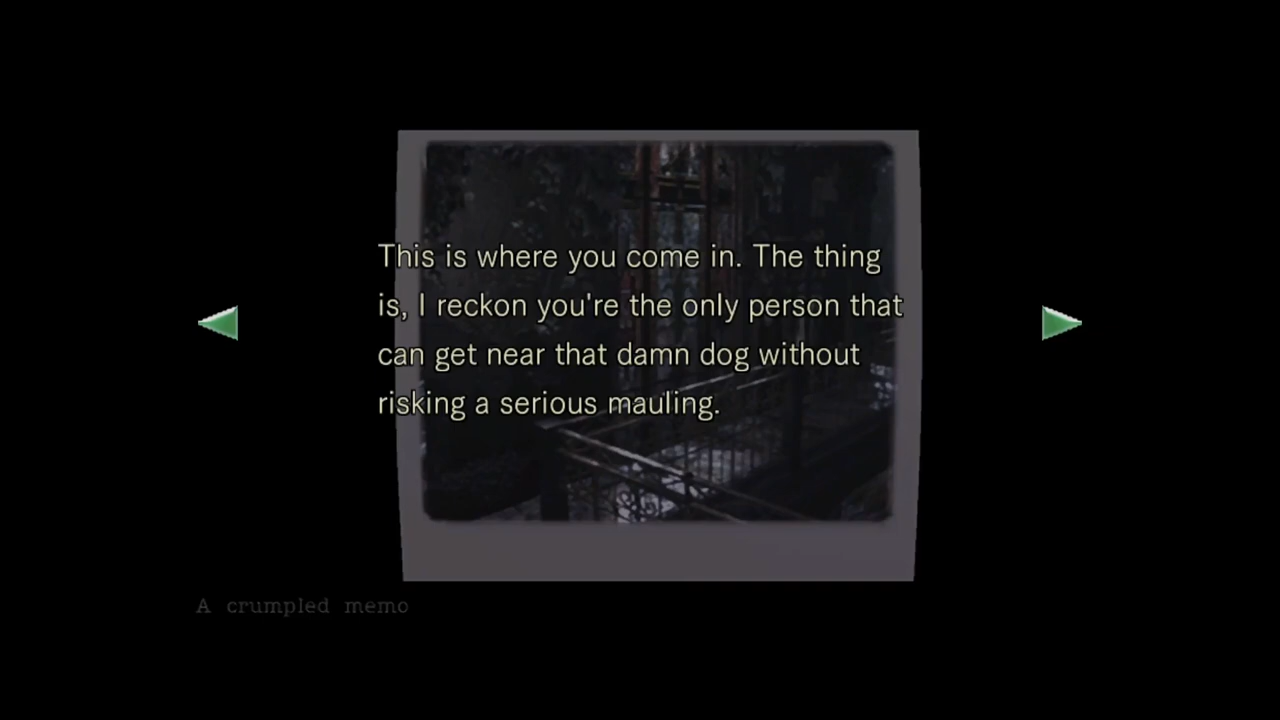 This is where you come in. The thing
is, I reckon you're the only person that
can get near that damn dog without
risking a serious mauling.
A crumpled memo